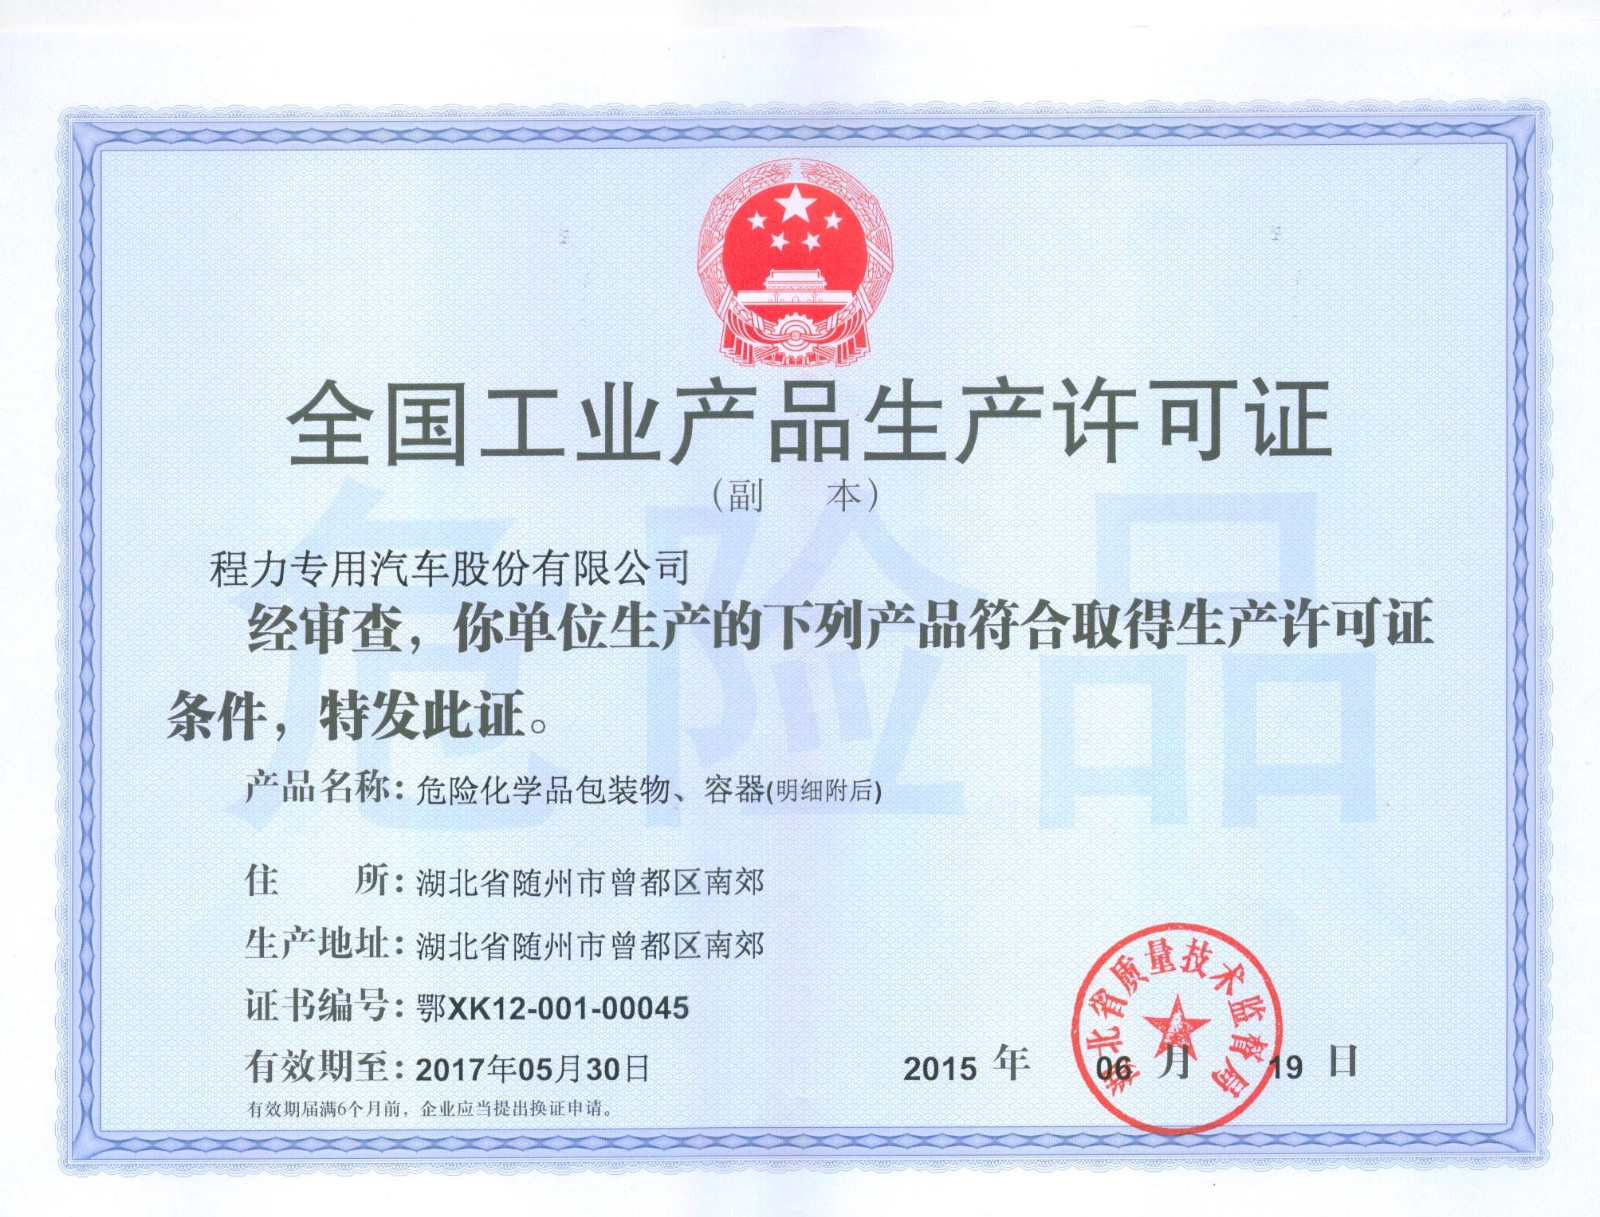 全国工业产品生产许可证
(副 本)
危险品
程力专用汽车股份有限公司
经审查，你单位生产的下列产品符合取得生产许可证
条件，特发此证。
产品名称：危险化学品包装物、容器(明细附后)
住 所：湖北省随州市曾都区南郊
生产地址：湖北省随州市曾都区南郊
证书编号：鄂XK12-001-00045
有效期至：2017年05月30日
2015 年 06 月 19 日
湖北省质量技术监督局
有效期届满6个月前，企业应当提出换证申请。